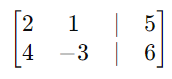 [2 1 | 5]
[4 –3 | 6]